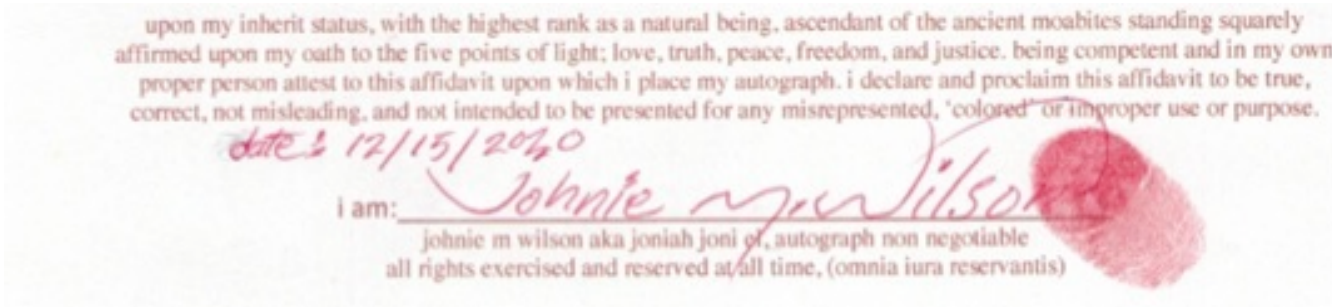 upon my inherit status, with the highest rank as a natural being, ascendant of the ancient moabites standing squarely
affirmed upon my oath to the five points of light; love, truth, peace, freedom, and justice. being competent and in my own
proper person attest to this affidavit upon which i place my autograph. i declare and proclaim this affidavit to be true,
correct, not misleading, and not intended to be presented for any misrepresented, 'colored' or improper use or purpose.
date: 12/15/2020
i am: Johnie M. Wilson
johnie m wilson aka joniah joni el, autograph non negotiable
all rights exercised and reserved at all time, (omnia iura reservantis)